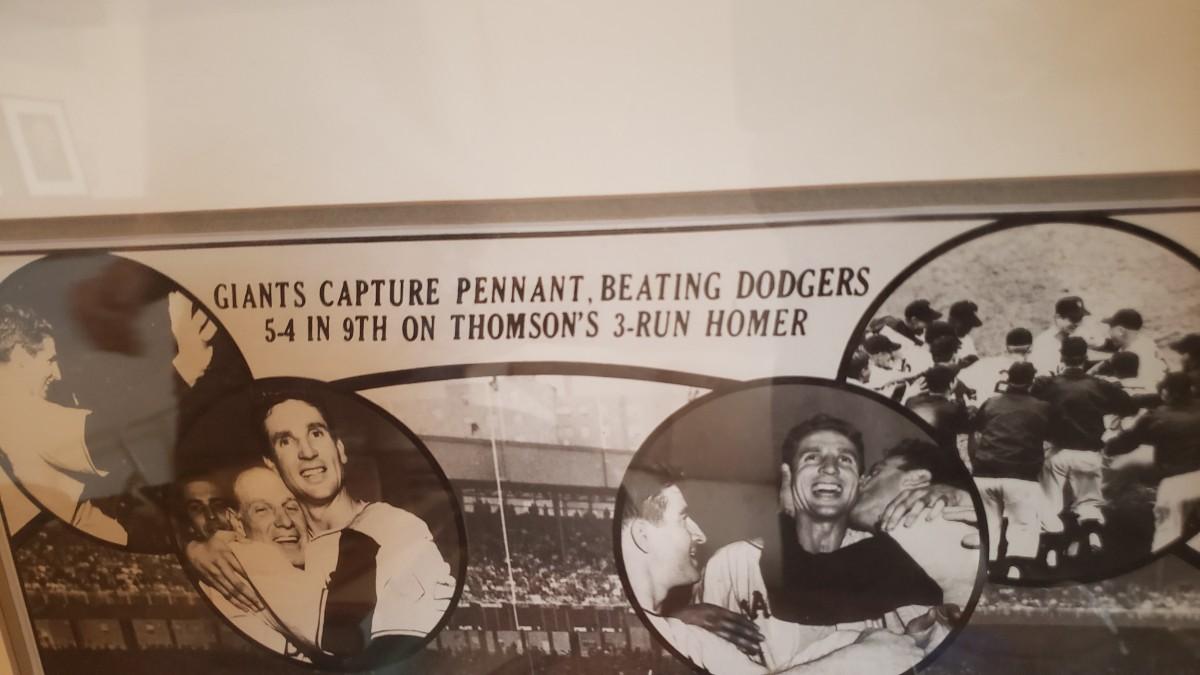 GIANTS CAPTURE PENNANT, BEATING DODGERS
5-4 IN 9TH ON THOMSON'S 3-RUN HOMER